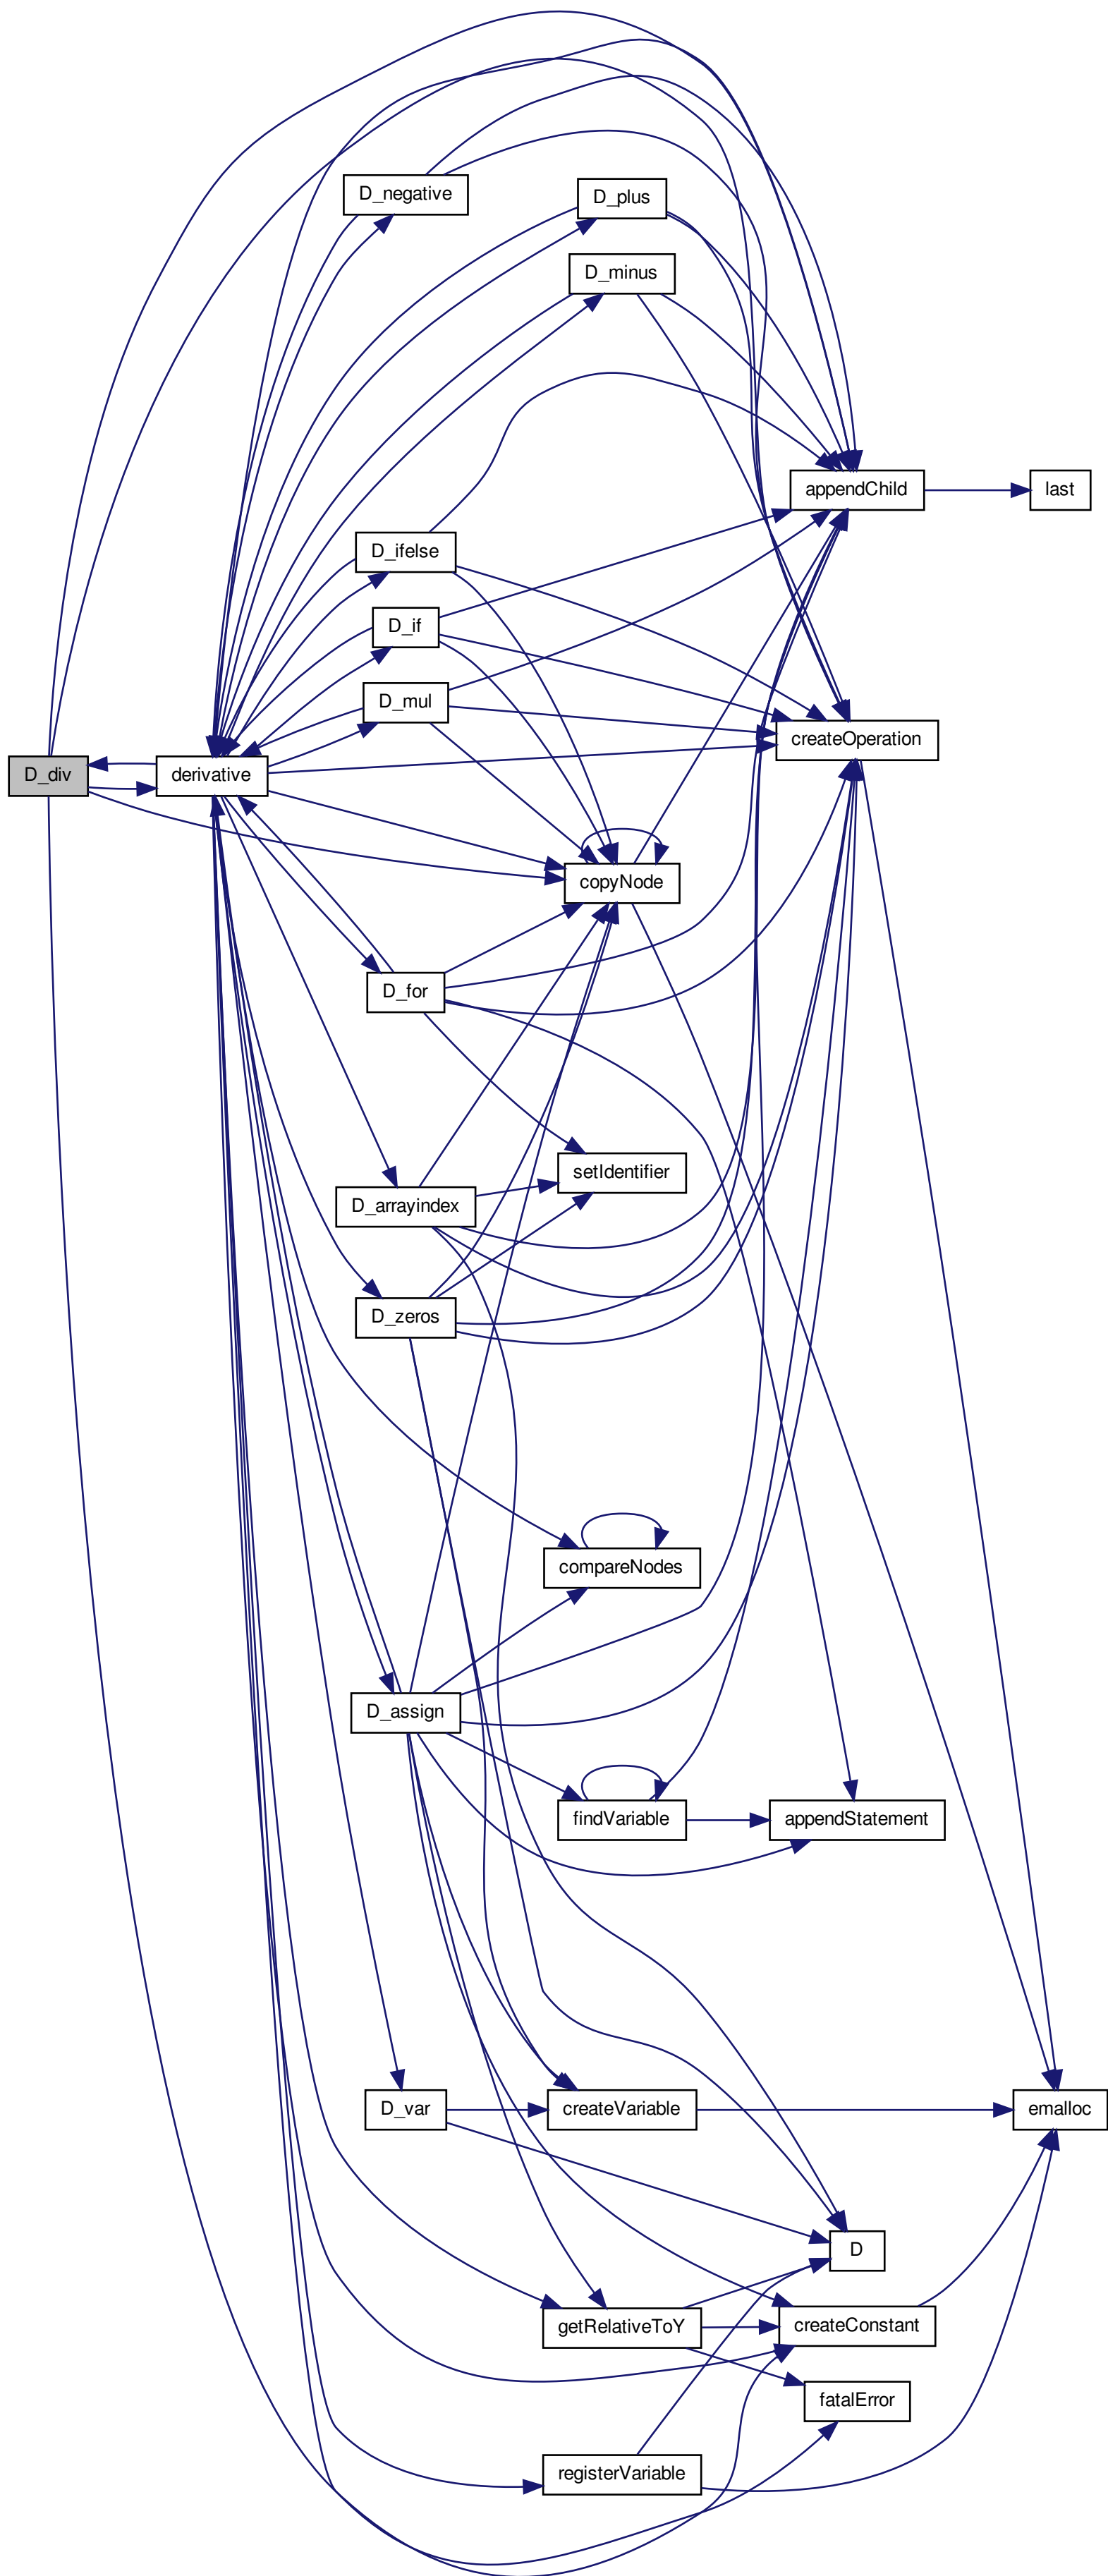 D_negative
D_plus
D_minus
appendChild
last
D_ifelse
D_if
D_mul
createOperation
D_div
derivative
copyNode
D_for
setIdentifier
D_arrayindex
D_zeros
compareNodes
D_assign
findVariable
appendStatement
D_var
createVariable
emalloc
D
getRelativeToY
createConstant
fatalError
registerVariable